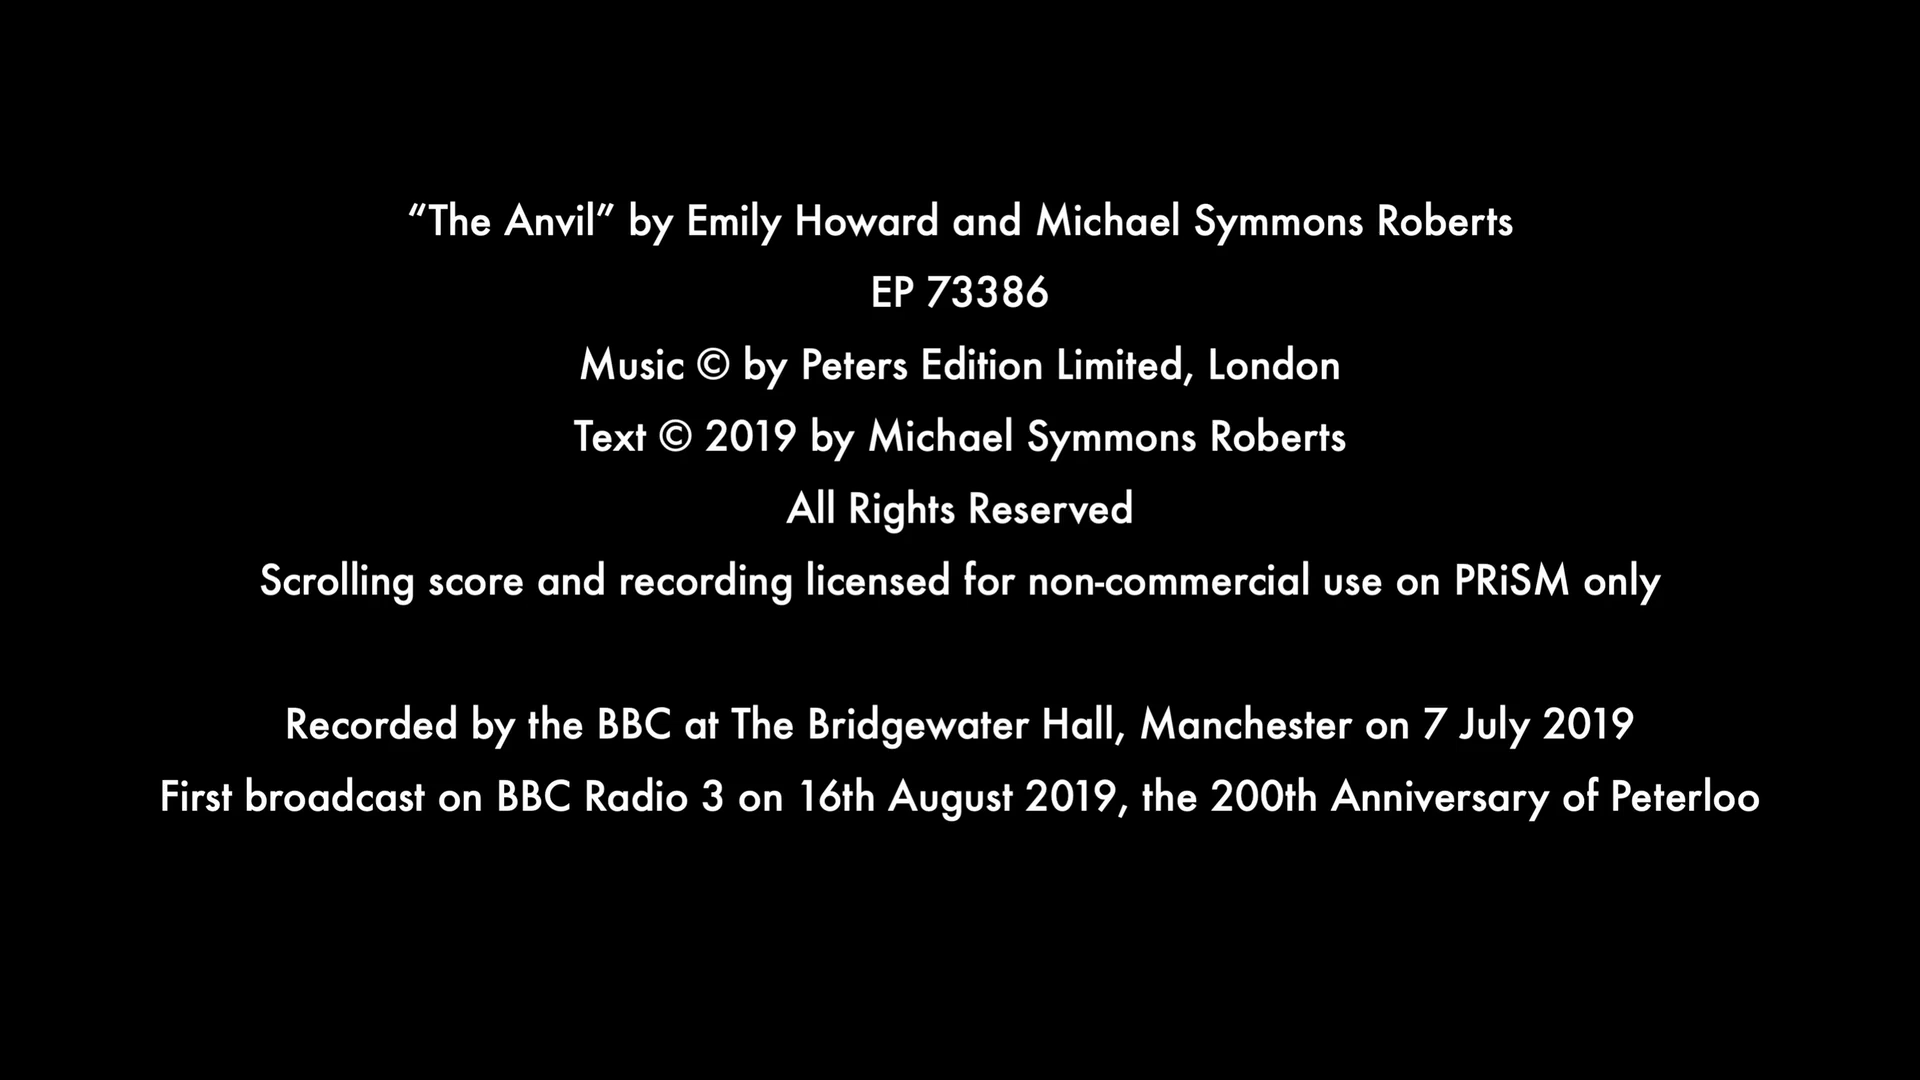 “The Anvil” by Emily Howard and Michael Symmons Roberts
EP 73386
Music © by Peters Edition Limited, London
Text © 2019 by Michael Symmons Roberts
All Rights Reserved
Scrolling score and recording licensed for non-commercial use on PRiSM only
Recorded by the BBC at The Bridgewater Hall, Manchester on 7 July 2019
First broadcast on BBC Radio 3 on 16th August 2019, the 200th Anniversary of Peterloo